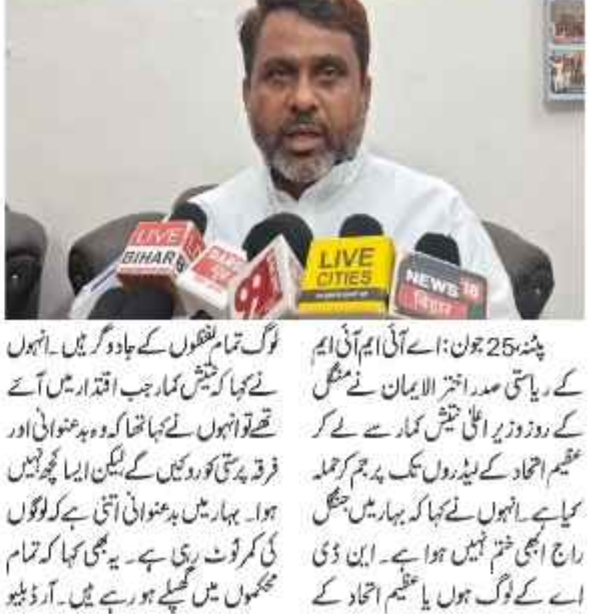 LIVE
BIHAR
LIVE
CITIES
NEWS 18
बिहार
پٹنہ،25 جون: اے آئی ایم آئی ایم
کے ریاستی صدر اختر الایمان نے منگل
کے روز وزیر اعلیٰ نتیش کمار سے لے کر
عظیم اتحاد کے لیڈروں تک پر جم کر حملہ
کیا ہے۔ انہوں نے کہا کہ بہار میں جنگل
راج ابھی ختم نہیں ہوا ہے۔ این ڈی
اے کے لوگ ہوں یا عظیم اتحاد کے
لوگ تمام لفنگوں کے جادوگر ہیں۔ انہوں
نے کہا کہ نتیش کمار جب اقتدار میں آئے
تھے تو انہوں نے کہا تھا کہ وہ بدعنوانی اور
فرقہ پرستی کو روکیں گے لیکن ایسا کچھ نہیں
ہوا۔ بہار میں بدعنوانی اتنی ہے کہ لوگوں
کی کمر ٹوٹ رہی ہے۔ یہ بھی کہا کہ تمام
محکموں میں گھپلے ہو رہے ہیں۔ آر ڈبلیو